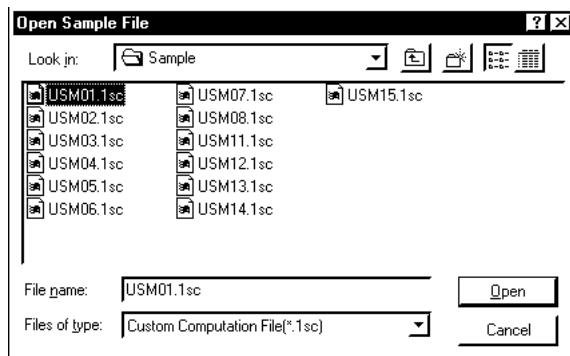 Open Sample File
Look in: Sample
USM01.1sc USM07.1sc USM15.1sc
USM02.1sc USM08.1sc
USM03.1sc USM11.1sc
USM04.1sc USM12.1sc
USM05.1sc USM13.1sc
USM06.1sc USM14.1sc
File name: USM01.1sc Open
Files of type: Custom Computation File(*.1sc) Cancel